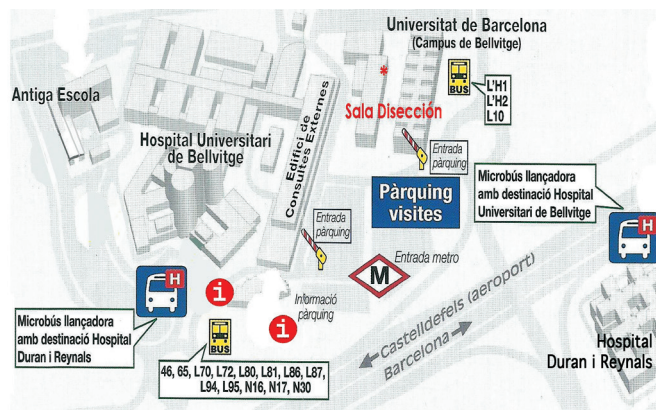 Universitat de Barcelona
(Campus de Bellvitge)
*
BUS
L'H1
L'H2
L10
Antiga Escola
Sala Disección
Hospital Universitari
de Bellvitge
Edifici de
Consultes Externes
Entrada
pàrquing
Pàrquing
visites
Microbús llançadora
amb destinació Hospital
Universitari de Bellvitge
H
Entrada
pàrquing
M
Entrada metro
H
i
Informació
pàrquing
i
Microbús llançadora
amb destinació Hospital
Duran i Reynals
BUS
46, 65, L70, L72, L80, L81, L86, L87,
L94, L95, N16, N17, N30
Castelldefels (aeroport)
Barcelona
Hospital
Duran i Reynals